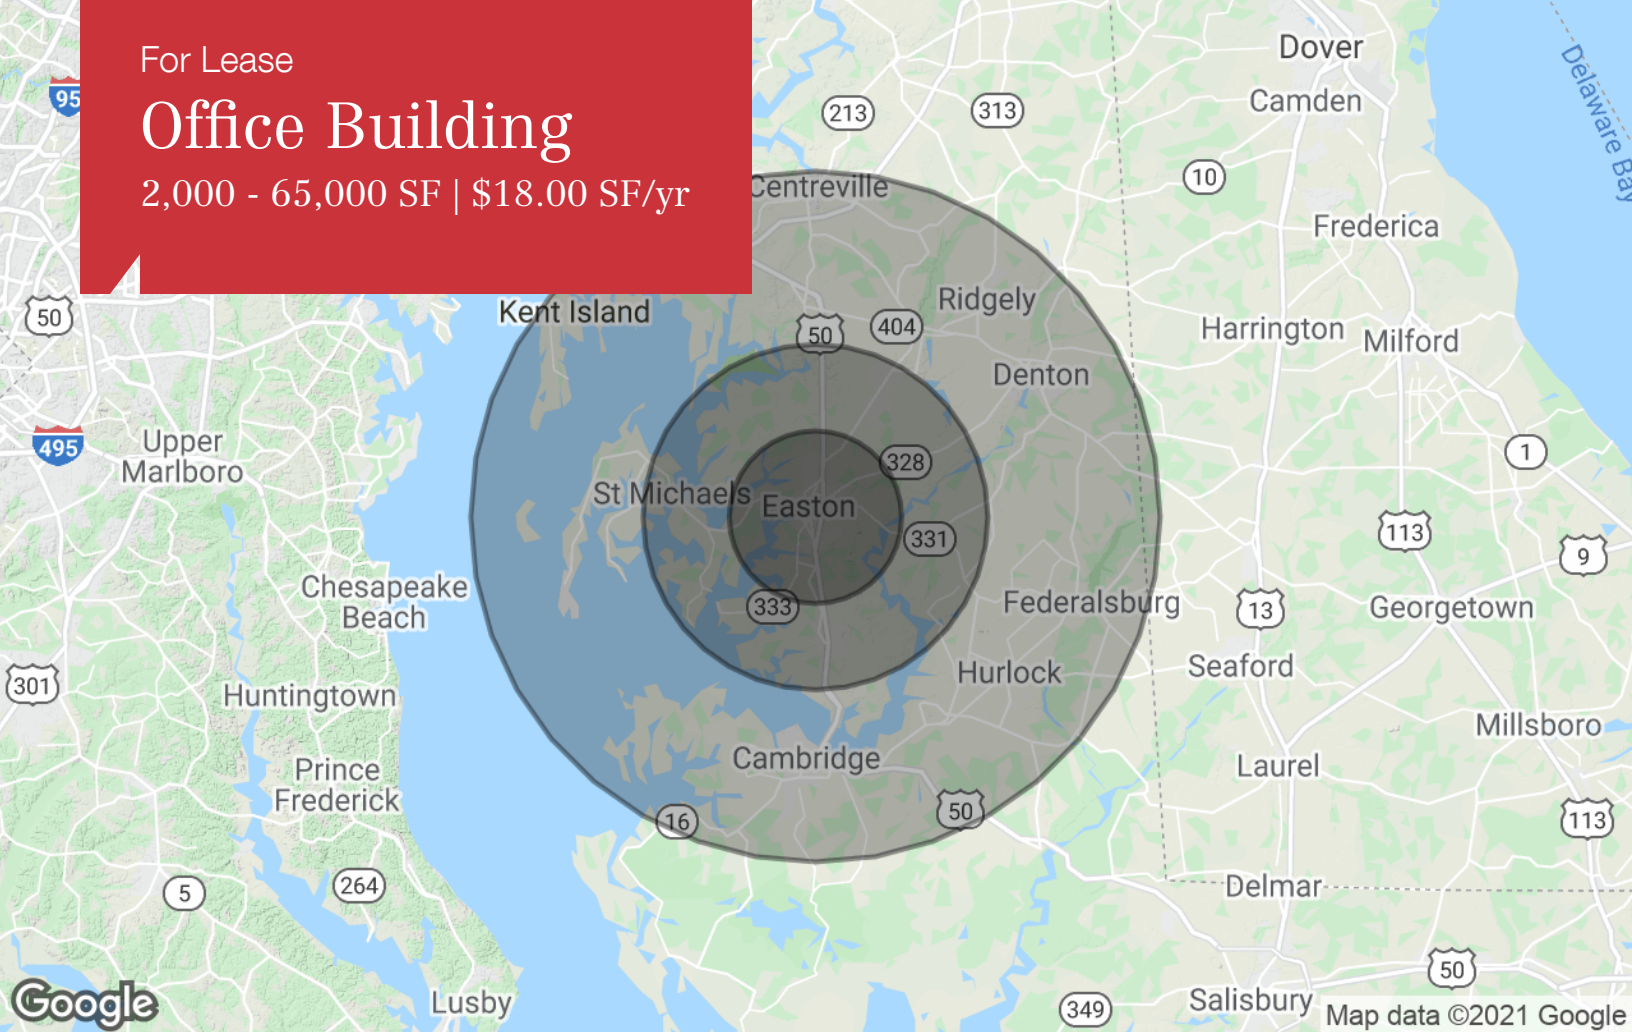 For Lease
Office Building
2,000 - 65,000 SF | $18.00 SF/yr
Dover
Camden
Delaware Bay
95
213
313
10
Centreville
Frederica
Kent Island
50
50
404
Ridgely
Harrington
Milford
Denton
495
Upper
Marlboro
328
1
St Michaels
Easton
331
113
9
Chesapeake
Beach
333
Federalsburg
13
Georgetown
301
Huntingtown
Hurlock
Seaford
Millsboro
Cambridge
Laurel
Prince
Frederick
16
50
113
5
264
Delmar
50
Google
Lusby
349
Salisbury
Map data ©2021 Google